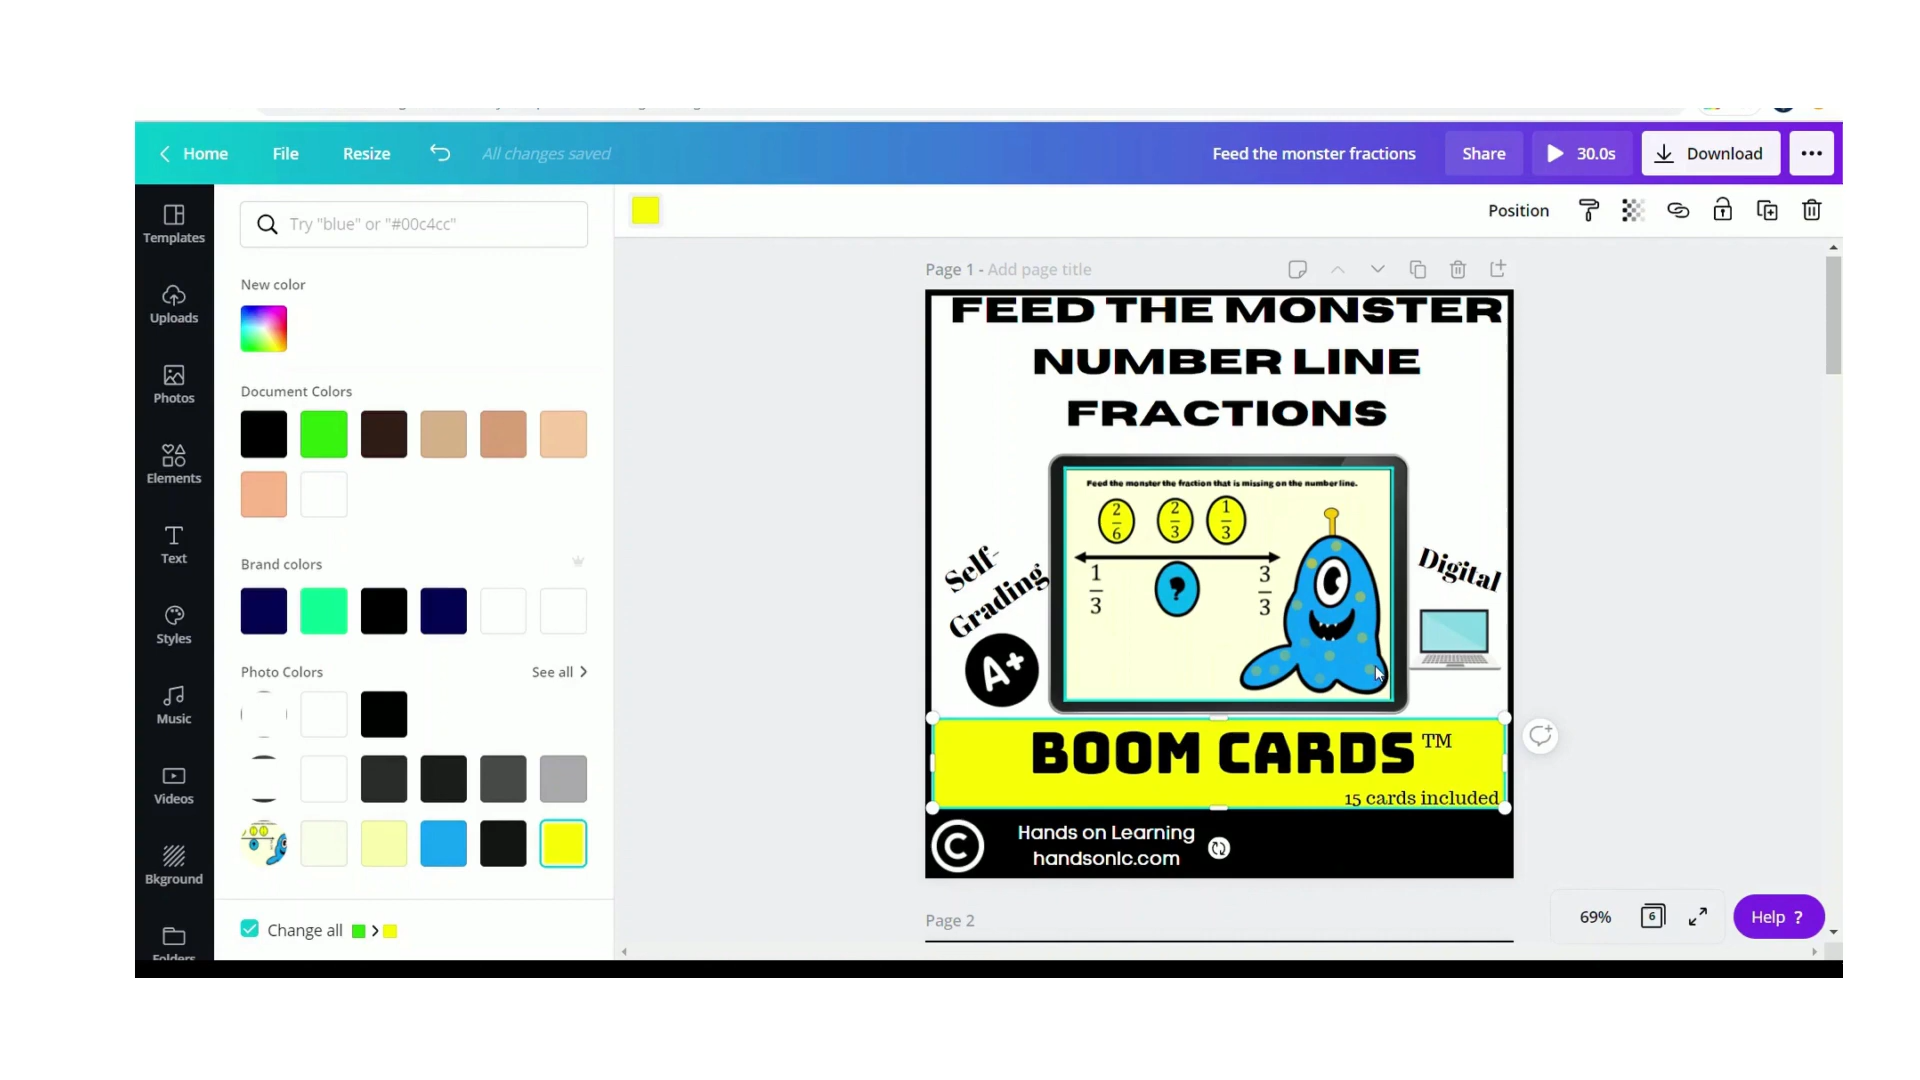 Home File Resize All changes saved Feed the monster fractions Share 30.0s Download
Templates
Uploads
Photos
Elements
Text
Styles
Music
Videos
Bkground
Folders
Try "blue" or "#00c4cc"
New color
Document Colors
Brand colors
Photo Colors See all
Change all
Position
Page 1 - Add page title
FEED THE MONSTER
NUMBER LINE
FRACTIONS
Feed the monster the fraction that is missing on the number line.
2/6 2/3 1/3
1/3 ? 3/3
Self-
Grading
A+
Digital
BOOM CARDS™
15 cards included
C
Hands on Learning
handsonlc.com
Page 2
69% 6 Help ?